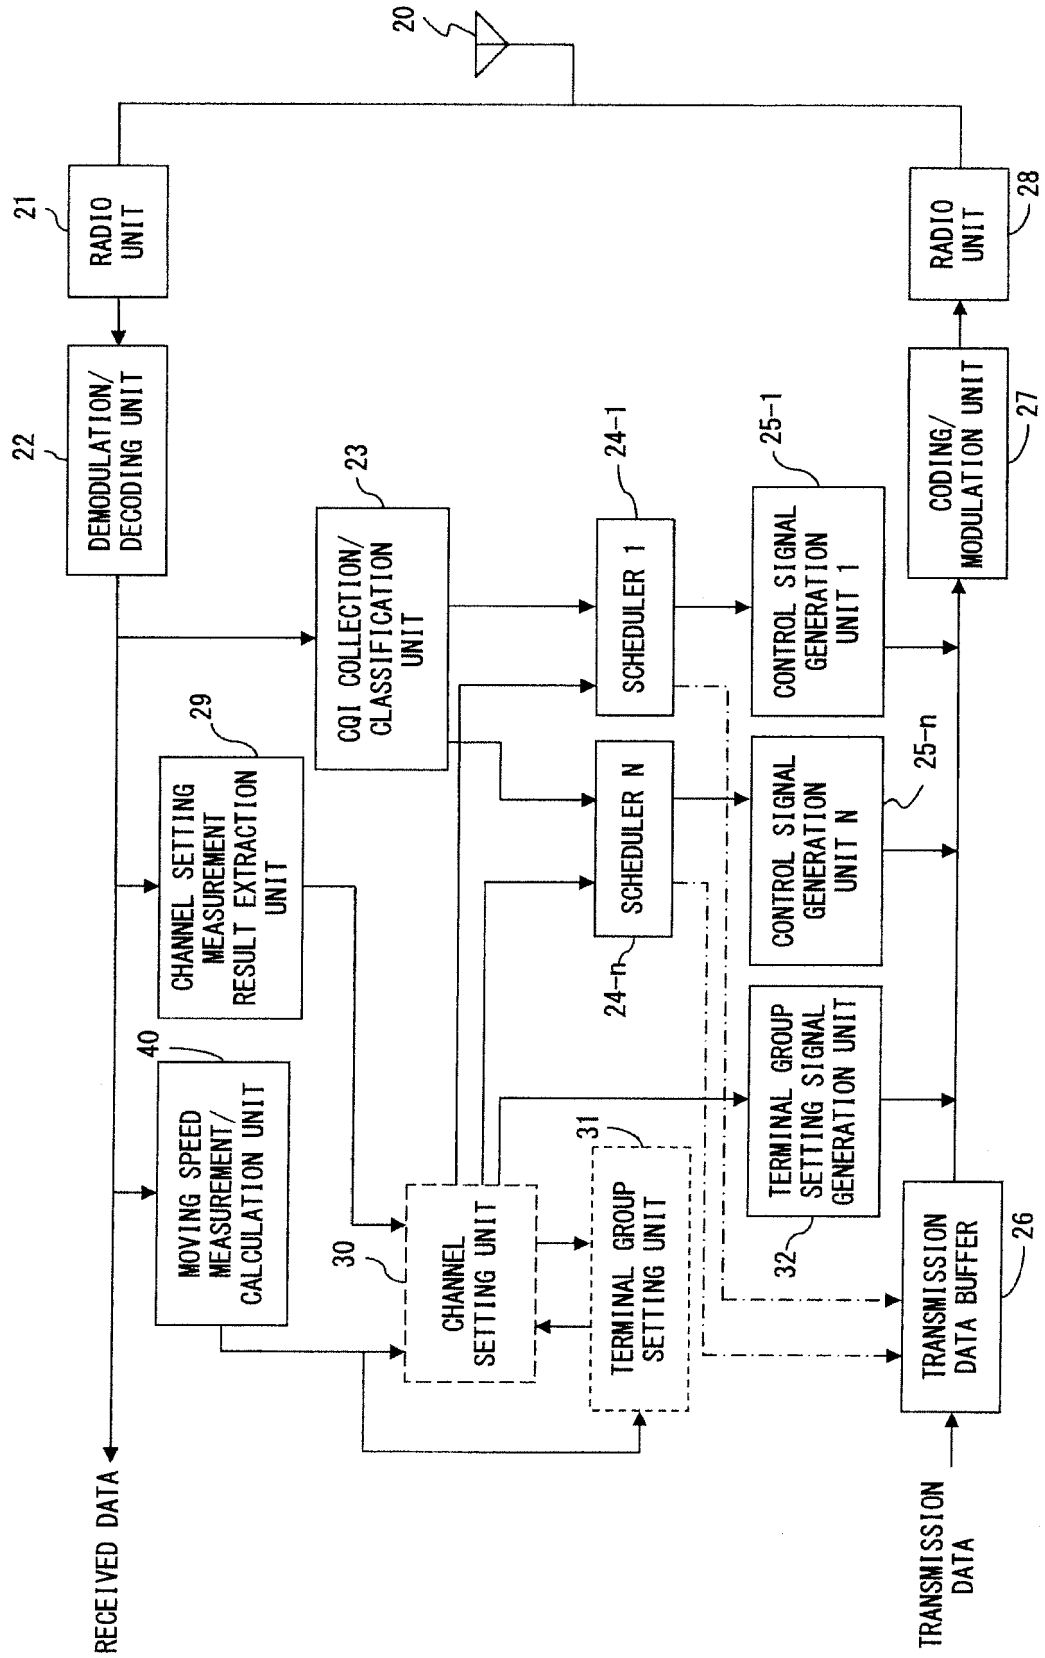 20
21
RADIO
UNIT
22
DEMODULATION/
DECODING UNIT
RECEIVED DATA
40
MOVING SPEED
MEASUREMENT/
CALCULATION UNIT
29
CHANNEL SETTING
MEASUREMENT
RESULT EXTRACTION
UNIT
23
CQI COLLECTION/
CLASSIFICATION
UNIT
30
CHANNEL
SETTING UNIT
31
TERMINAL GROUP
SETTING UNIT
24-n
SCHEDULER N
24-1
SCHEDULER 1
32
TERMINAL GROUP
SETTING SIGNAL
GENERATION UNIT
25-n
CONTROL SIGNAL
GENERATION
UNIT N
25-1
CONTROL SIGNAL
GENERATION
UNIT 1
TRANSMISSION
DATA
26
TRANSMISSION
DATA BUFFER
27
CODING/
MODULATION UNIT
28
RADIO
UNIT